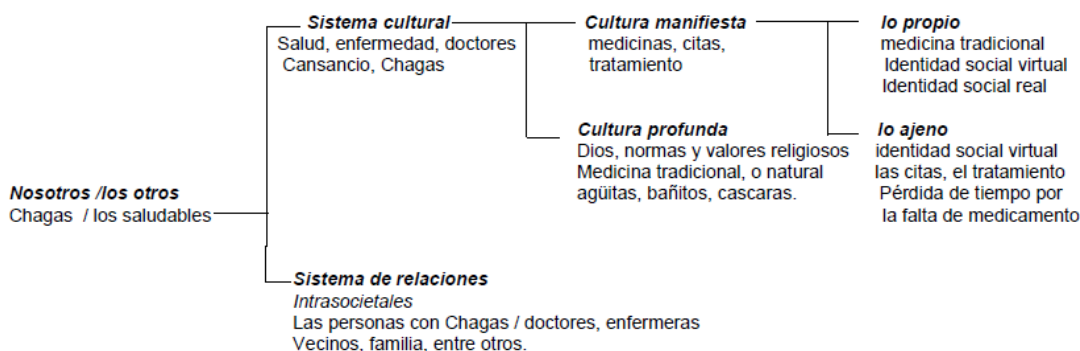 Sistema cultural
Salud, enfermedad, doctores
Cansancio, Chagas
Cultura manifiesta
medicinas, citas,
tratamiento
lo propio
medicina tradicional
Identidad social virtual
Identidad social real
Cultura profunda
Dios, normas y valores religiosos
Medicina tradicional, o natural
agüitas, bañitos, cascaras.
lo ajeno
identidad social virtual
las citas, el tratamiento
Pérdida de tiempo por
la falta de medicamento
Nosotros /los otros
Chagas / los saludables
Sistema de relaciones
Intrasocietales
Las personas con Chagas / doctores, enfermeras
Vecinos, familia, entre otros.